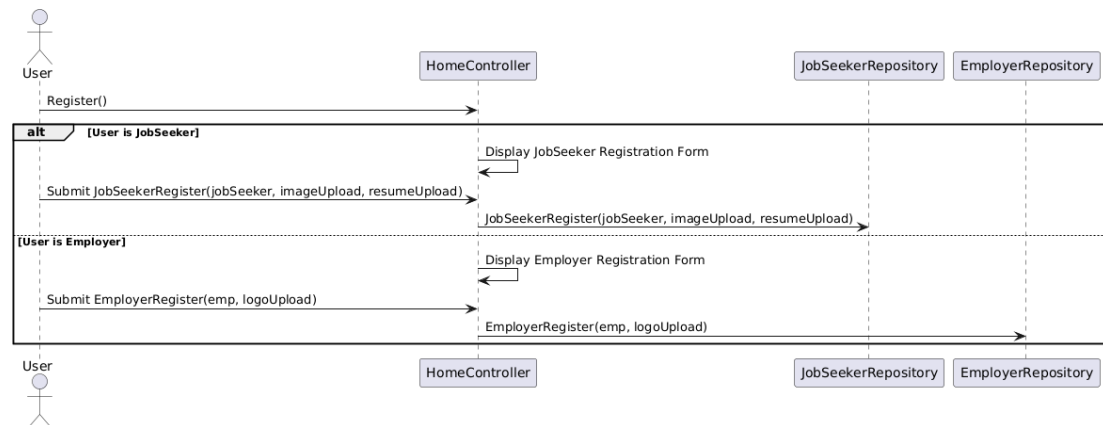 User
HomeController
JobSeekerRepository
EmployerRepository
Register()
alt
[User is JobSeeker]
Display JobSeeker Registration Form
Submit JobSeekerRegister(jobSeeker, imageUpload, resumeUpload)
JobSeekerRegister(jobSeeker, imageUpload, resumeUpload)
[User is Employer]
Display Employer Registration Form
Submit EmployerRegister(emp, logoUpload)
EmployerRegister(emp, logoUpload)
User
HomeController
JobSeekerRepository
EmployerRepository